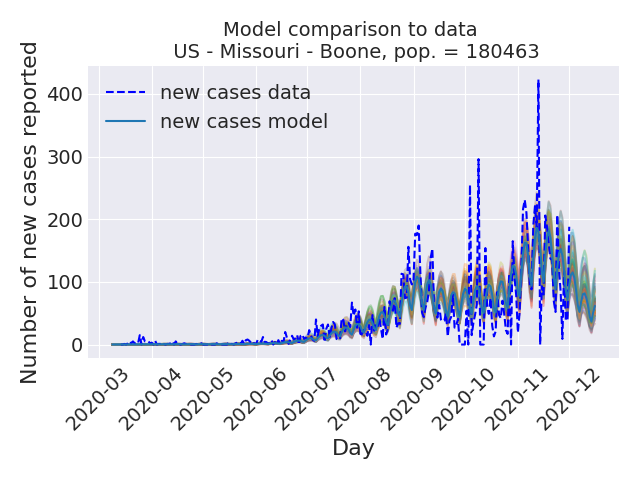 Model comparison to data
US - Missouri - Boone, pop. = 180463
Number of new cases reported
400
300
200
100
0
new cases data
new cases model
2020-03
2020-04
2020-05
2020-06
2020-07
2020-08
2020-09
2020-10
2020-11
2020-12
Day